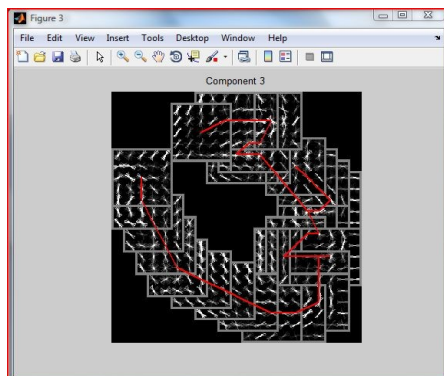 Figure 3
File Edit View Insert Tools Desktop Window Help
Component 3